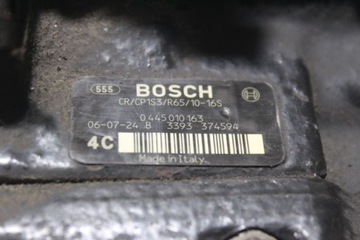 555 BOSCH
CR/CP1S3/R65/10-16S
0 445 010 163
06-07-24 8 3393 374594
4C
Made in Italy.